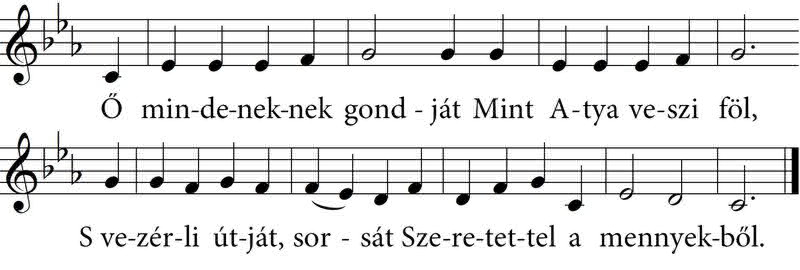 Ő min-de-nek-nek gond - ját Mint A-tya ve-szi föl,
S ve-zér-li út-ját, sor - sát Sze-re-tet-tel a mennyek-ből.